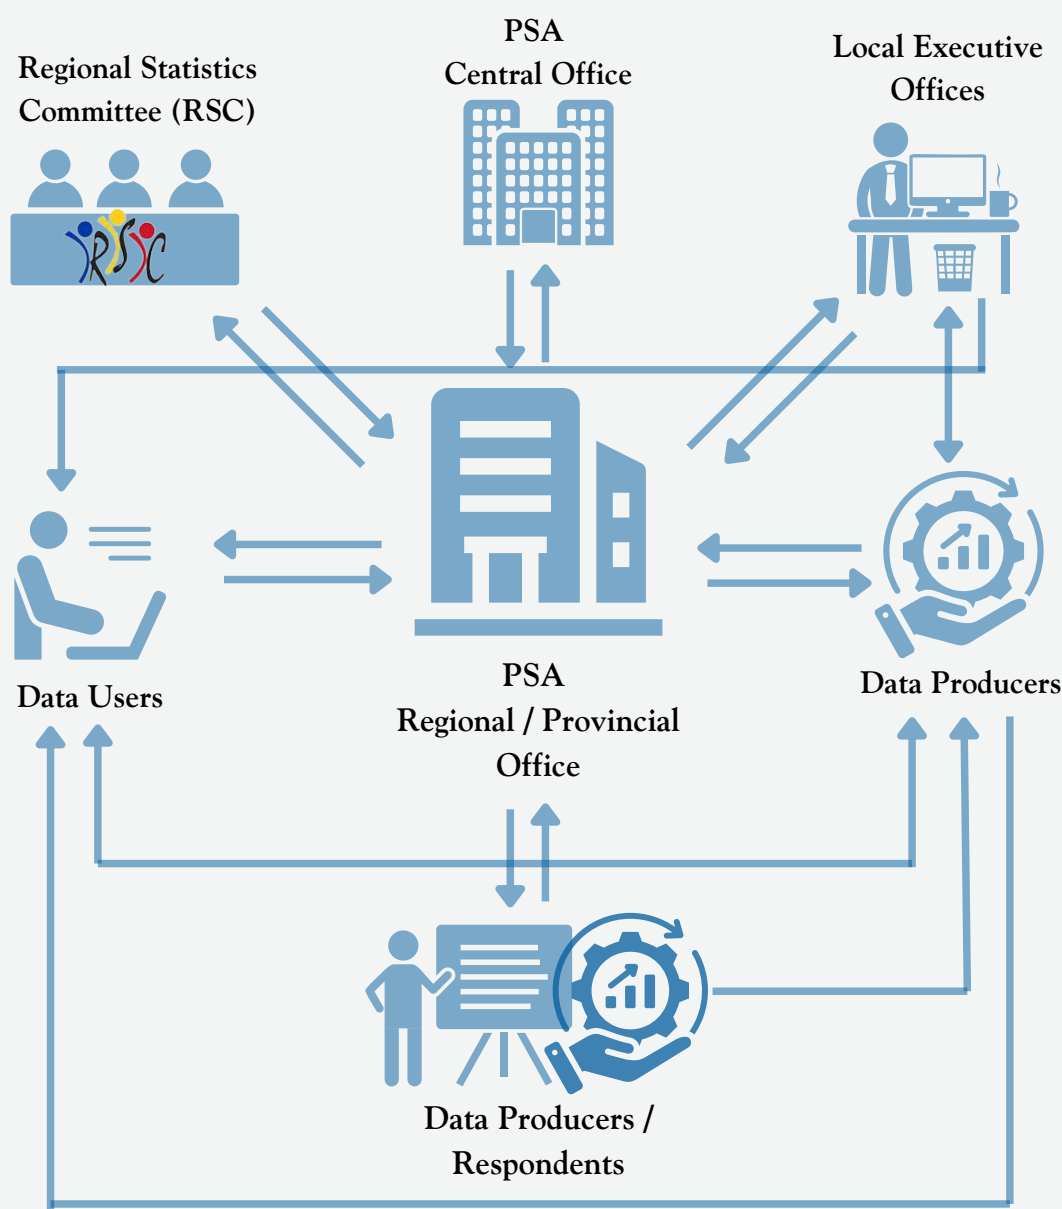 PSA
Central Office
Local Executive
Offices
Regional Statistics
Committee (RSC)
RSC
Data Users
PSA
Regional / Provincial
Office
Data Producers
Data Producers /
Respondents